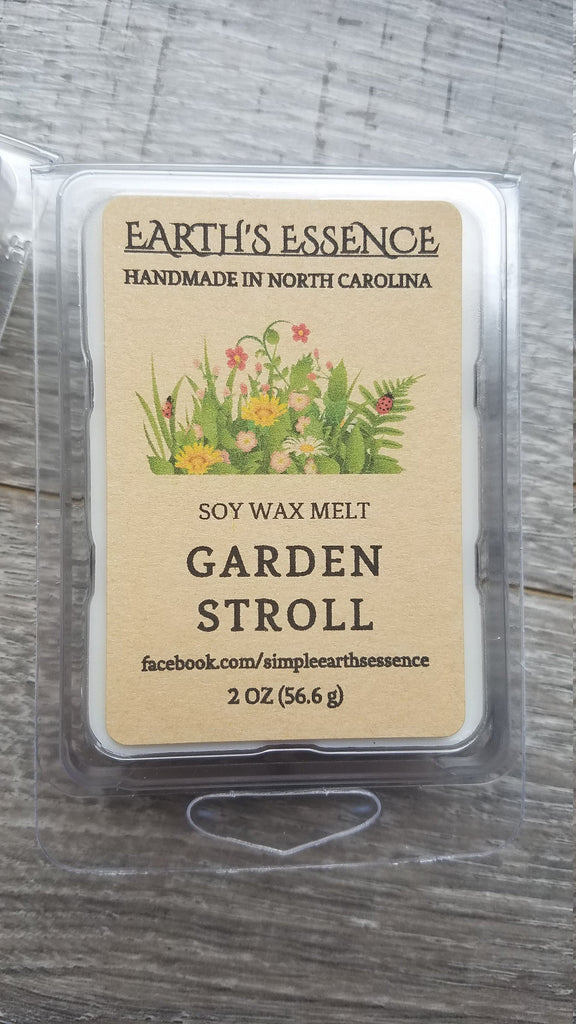 EARTH'S ESSENCE
HANDMADE IN NORTH CAROLINA
SOY WAX MELT
GARDEN
STROLL
facebook.com/simpleearthsessence
2 OZ (56.6 g)